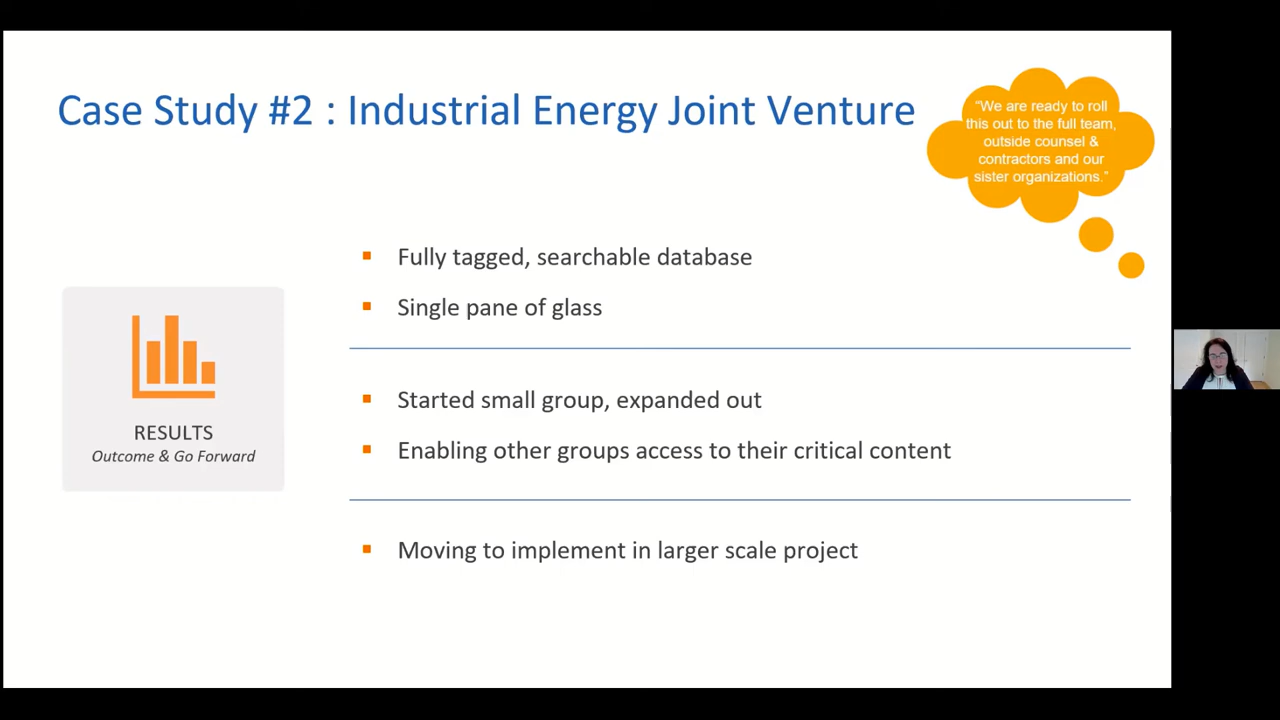 Case Study #2 : Industrial Energy Joint Venture
“We are ready to roll
this out to the full team,
outside counsel &
contractors and our
sister organizations.”
Fully tagged, searchable database
Single pane of glass
Started small group, expanded out
Enabling other groups access to their critical content
Moving to implement in larger scale project
RESULTS
Outcome & Go Forward